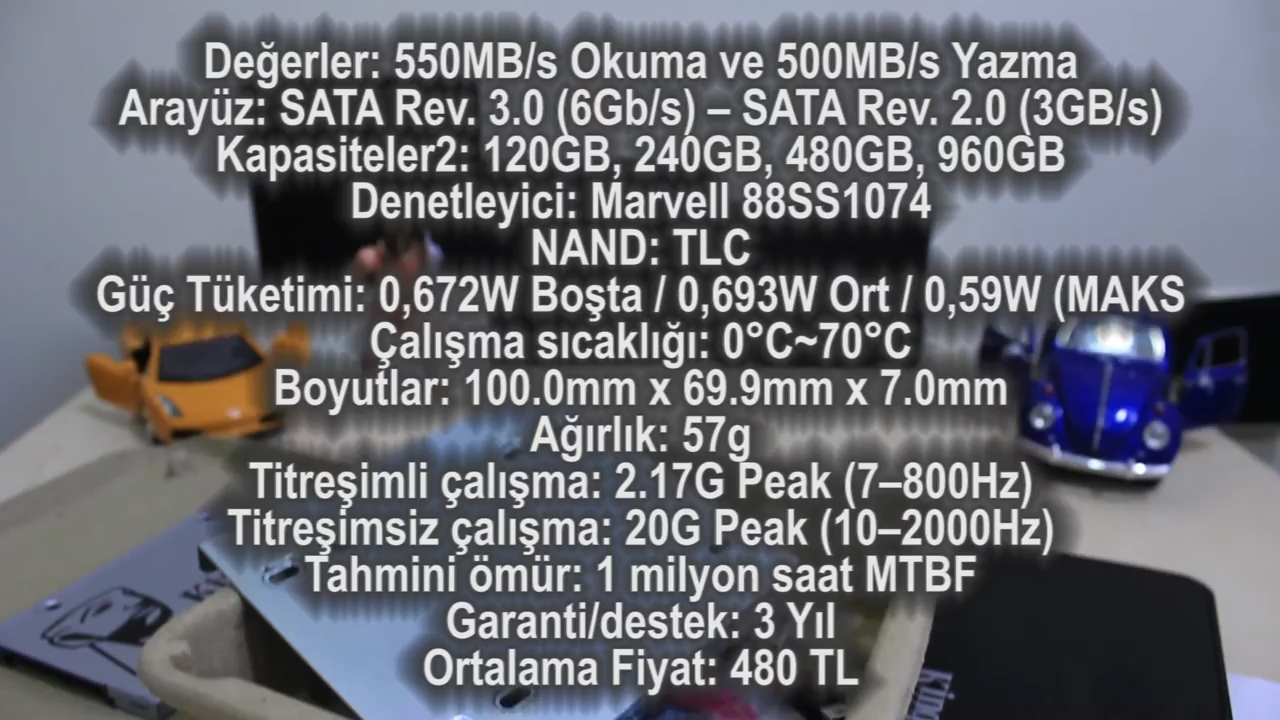 Değerler: 550MB/s Okuma ve 500MB/s Yazma
Arayüz: SATA Rev. 3.0 (6Gb/s) – SATA Rev. 2.0 (3GB/s)
Kapasiteler2: 120GB, 240GB, 480GB, 960GB
Denetleyici: Marvell 88SS1074
NAND: TLC
Güç Tüketimi: 0,672W Boşta / 0,693W Ort / 0,59W (MAKS
Çalışma sıcaklığı: 0°C~70°C
Boyutlar: 100.0mm x 69.9mm x 7.0mm
Ağırlık: 57g
Titreşimli çalışma: 2.17G Peak (7–800Hz)
Titreşimsiz çalışma: 20G Peak (10–2000Hz)
Tahmini ömür: 1 milyon saat MTBF
Garanti/destek: 3 Yıl
Ortalama Fiyat: 480 TL